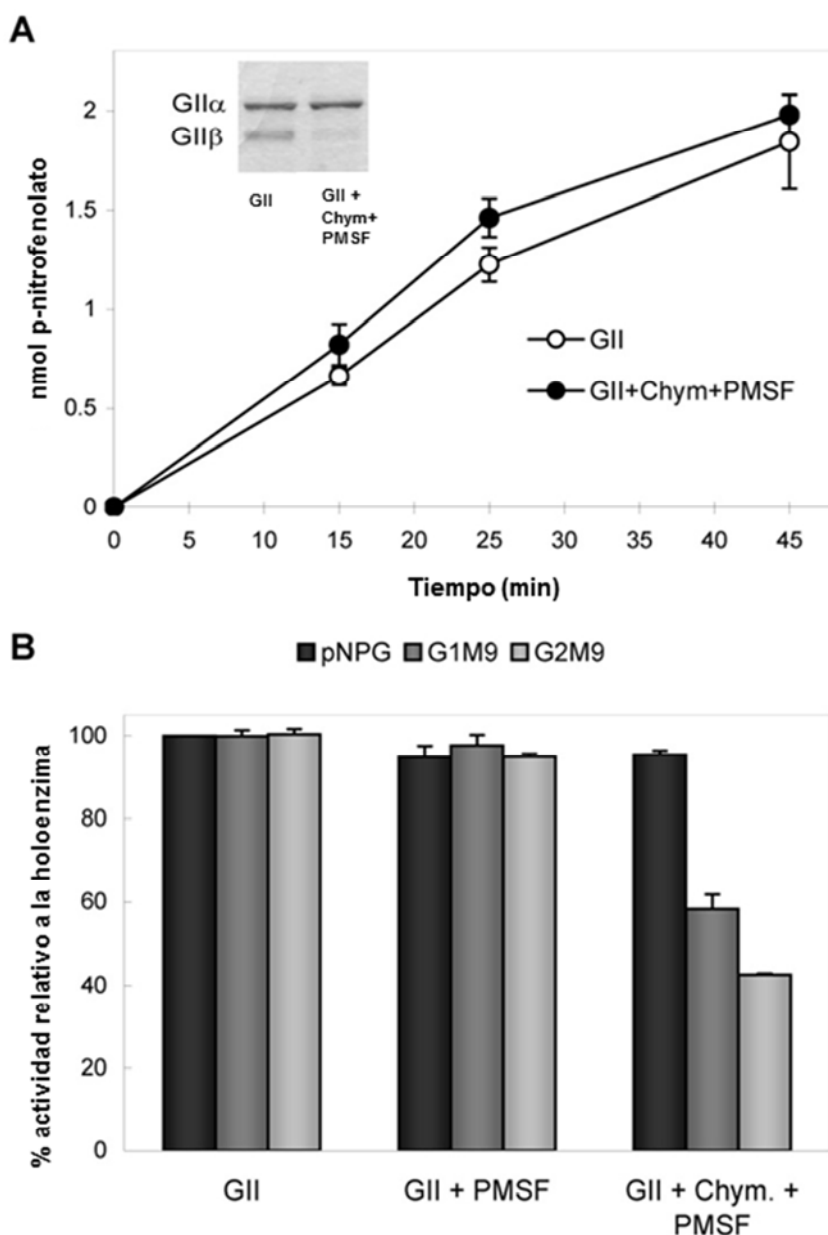 A
nmol p-nitrofenolato
2
1.5
1
0.5
0
GIIα
GIIβ
GII
GII +
Chym+
PMSF
GII
GII+Chym+PMSF
0 5 10 15 20 25 30 35 40 45
Tiempo (min)
B
pNPG G1M9 G2M9
% actividad relativo a la holoenzima
100
80
60
40
20
0
GII
GII + PMSF
GII + Chym. +
PMSF